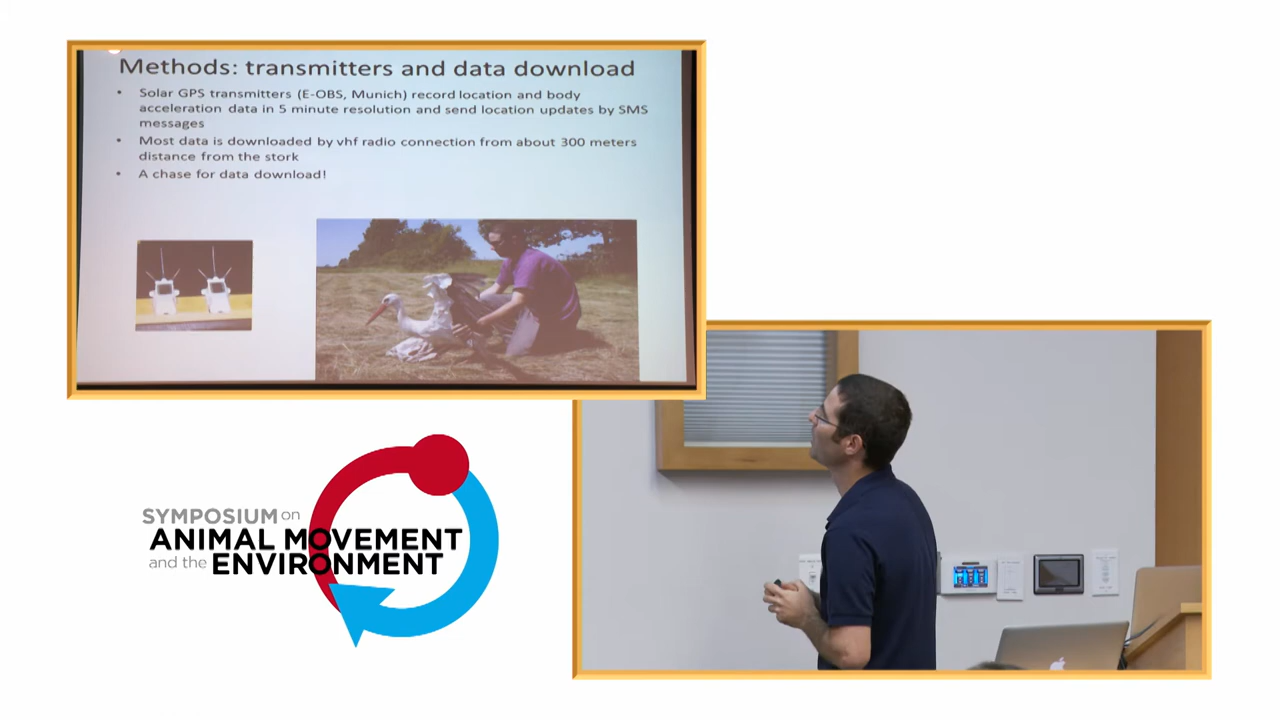 Methods: transmitters and data download
• Solar GPS transmitters (E-OBS, Munich) record location and body
acceleration data in 5 minute resolution and send location updates by SMS
messages
• Most data is downloaded by vhf radio connection from about 300 meters
distance from the stork
• A chase for data download!
SYMPOSIUM on
ANIMAL MOVEMENT
and the ENVIRONMENT